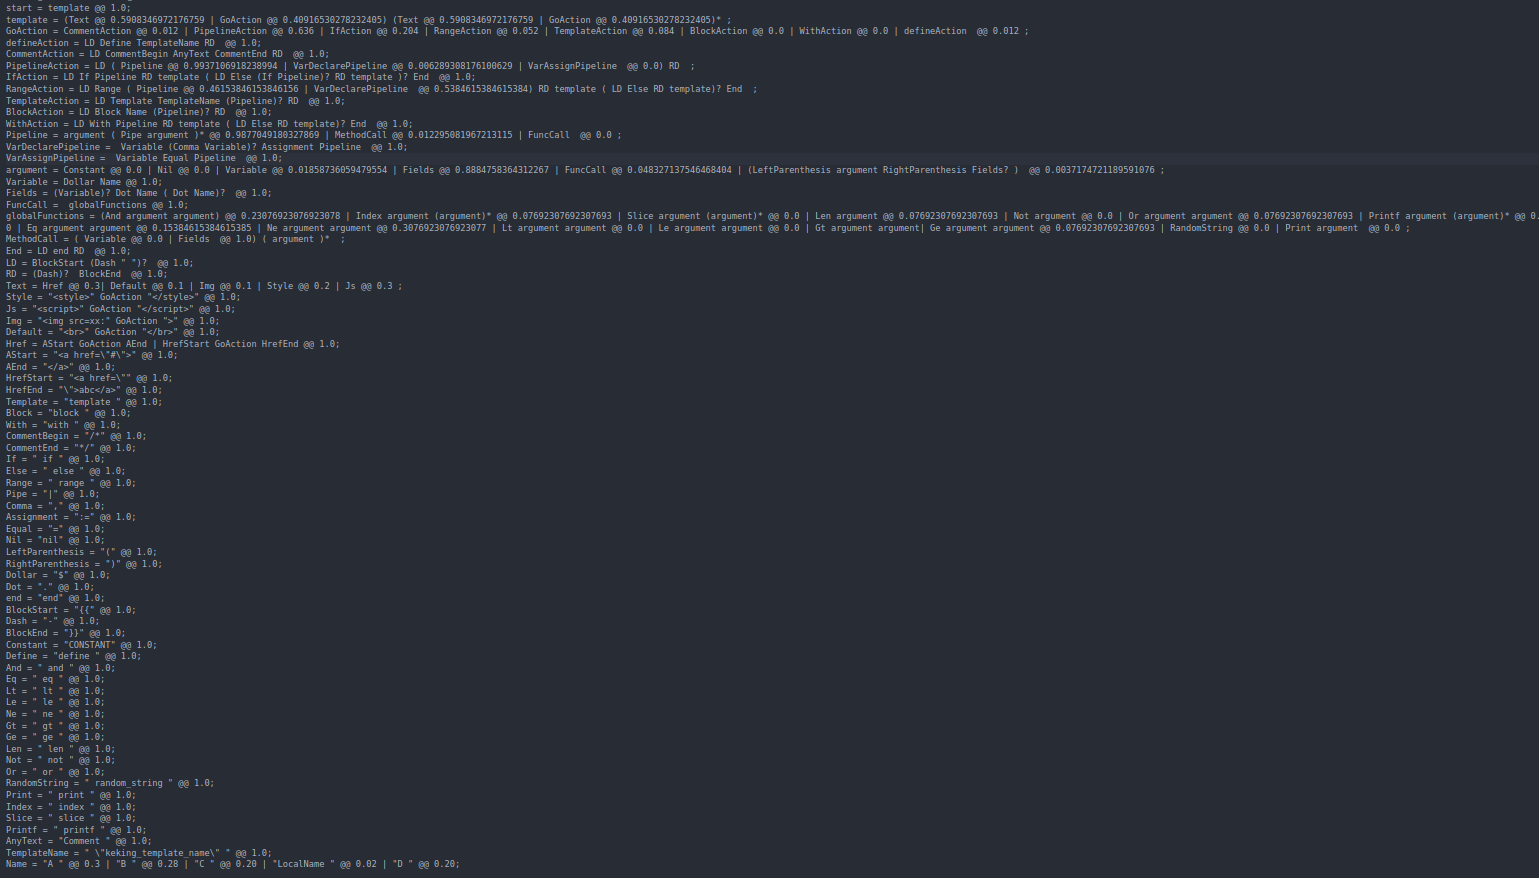 start = template @@ 1.0;
template = (Text @@ 0.5908346972176759 | GoAction @@ 0.40916530278232405) (Text @@ 0.5908346972176759 | GoAction @@ 0.40916530278232405)* ;
GoAction = CommentAction @@ 0.012 | PipelineAction @@ 0.636 | IfAction @@ 0.204 | RangeAction @@ 0.052 | TemplateAction @@ 0.084 | BlockAction @@ 0.0 | WithAction @@ 0.0 | defineAction  @@ 0.012 ;
defineAction = LD Define TemplateName RD  @@ 1.0;
CommentAction = LD CommentBegin AnyText CommentEnd RD  @@ 1.0;
PipelineAction = LD ( Pipeline @@ 0.9937106918238994 | VarDeclarePipeline @@ 0.006289308176100629 | VarAssignPipeline  @@ 0.0) RD  ;
IfAction = LD If Pipeline RD template ( LD Else (If Pipeline)? RD template )? End  @@ 1.0;
RangeAction = LD Range ( Pipeline @@ 0.46153846153846156 | VarDeclarePipeline  @@ 0.5384615384615384) RD template ( LD Else RD template)? End  ;
TemplateAction = LD Template TemplateName (Pipeline)? RD  @@ 1.0;
BlockAction = LD Block Name (Pipeline)? RD  @@ 1.0;
WithAction = LD With Pipeline RD template ( LD Else RD template)? End  @@ 1.0;
Pipeline = argument ( Pipe argument )* @@ 0.9877049180327869 | MethodCall @@ 0.012295081967213115 | FuncCall  @@ 0.0 ;
VarDeclarePipeline =  Variable (Comma Variable)? Assignment Pipeline  @@ 1.0;
VarAssignPipeline =  Variable Equal Pipeline  @@ 1.0;
argument = Constant @@ 0.0 | Nil @@ 0.0 | Variable @@ 0.01858736059479554 | Fields @@ 0.8884758364312267 | FuncCall @@ 0.048327137546468404 | (LeftParenthesis argument RightParenthesis Fields? )  @@ 0.0037174721189591076 ;
Variable = Dollar Name @@ 1.0;
Fields = (Variable)? Dot Name ( Dot Name)?  @@ 1.0;
FuncCall =  globalFunctions @@ 1.0;
globalFunctions = (And argument argument) @@ 0.23076923076923078 | Index argument (argument)* @@ 0.07692307692307693 | Slice argument (argument)* @@ 0.0 | Len argument @@ 0.07692307692307693 | Not argument @@ 0.0 | Or argument argument @@ 0.07692307692307693 | Printf argument (argument)* @@ 0.
0 | Eq argument argument @@ 0.15384615384615385 | Ne argument argument @@ 0.3076923076923077 | Lt argument argument @@ 0.0 | Le argument argument @@ 0.0 | Gt argument argument| Ge argument argument @@ 0.07692307692307693 | RandomString @@ 0.0 | Print argument  @@ 0.0 ;
MethodCall = ( Variable @@ 0.0 | Fields  @@ 1.0) ( argument )*  ;
End = LD end RD  @@ 1.0;
LD = BlockStart (Dash " ")?  @@ 1.0;
RD = (Dash)?  BlockEnd  @@ 1.0;
Text = Href @@ 0.3| Default @@ 0.1 | Img @@ 0.1 | Style @@ 0.2 | Js @@ 0.3 ;
Style = "<style>" GoAction "</style>" @@ 1.0;
Js = "<script>" GoAction "</script>" @@ 1.0;
Img = "<img src=xx:" GoAction ">" @@ 1.0;
Default = "<br>" GoAction "</br>" @@ 1.0;
Href = AStart GoAction AEnd | HrefStart GoAction HrefEnd @@ 1.0;
AStart = "<a href=\"#\">" @@ 1.0;
AEnd = "</a>" @@ 1.0;
HrefStart = "<a href=\"" @@ 1.0;
HrefEnd = "\">abc</a>" @@ 1.0;
Template = "template " @@ 1.0;
Block = "block " @@ 1.0;
With = "with " @@ 1.0;
CommentBegin = "/*" @@ 1.0;
CommentEnd = "*/" @@ 1.0;
If = " if " @@ 1.0;
Else = " else " @@ 1.0;
Range = " range " @@ 1.0;
Pipe = "|" @@ 1.0;
Comma = "," @@ 1.0;
Assignment = ":=" @@ 1.0;
Equal = "=" @@ 1.0;
Nil = "nil" @@ 1.0;
LeftParenthesis = "(" @@ 1.0;
RightParenthesis = ")" @@ 1.0;
Dollar = "$" @@ 1.0;
Dot = "." @@ 1.0;
end = "end" @@ 1.0;
BlockStart = "{{" @@ 1.0;
Dash = "-" @@ 1.0;
BlockEnd = "}}" @@ 1.0;
Constant = "CONSTANT" @@ 1.0;
Define = "define " @@ 1.0;
And = " and " @@ 1.0;
Eq = " eq " @@ 1.0;
Lt = " lt " @@ 1.0;
Le = " le " @@ 1.0;
Ne = " ne " @@ 1.0;
Gt = " gt " @@ 1.0;
Ge = " ge " @@ 1.0;
Len = " len " @@ 1.0;
Not = " not " @@ 1.0;
Or = " or " @@ 1.0;
RandomString = " random_string " @@ 1.0;
Print = " print " @@ 1.0;
Index = " index " @@ 1.0;
Slice = " slice " @@ 1.0;
Printf = " printf " @@ 1.0;
AnyText = "Comment " @@ 1.0;
TemplateName = " \"keking_template_name\" " @@ 1.0;
Name = "A " @@ 0.3 | "B " @@ 0.28 | "C " @@ 0.20 | "LocalName " @@ 0.02 | "D " @@ 0.20;